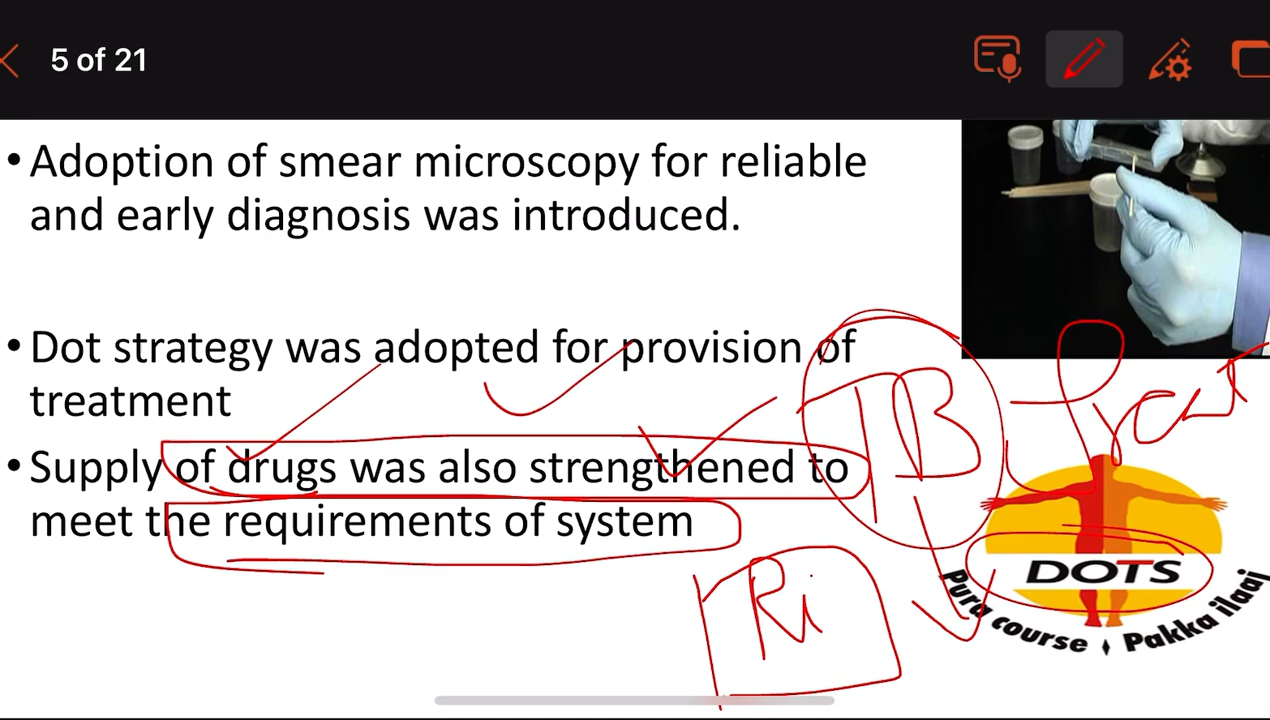 5 of 21
• Adoption of smear microscopy for reliable
and early diagnosis was introduced.
• Dot strategy was adopted for provision of
treatment
• Supply of drugs was also strengthened to
meet the requirements of system
TB
Ri
DOTS
Pura course ♦ Pakka ilaaj